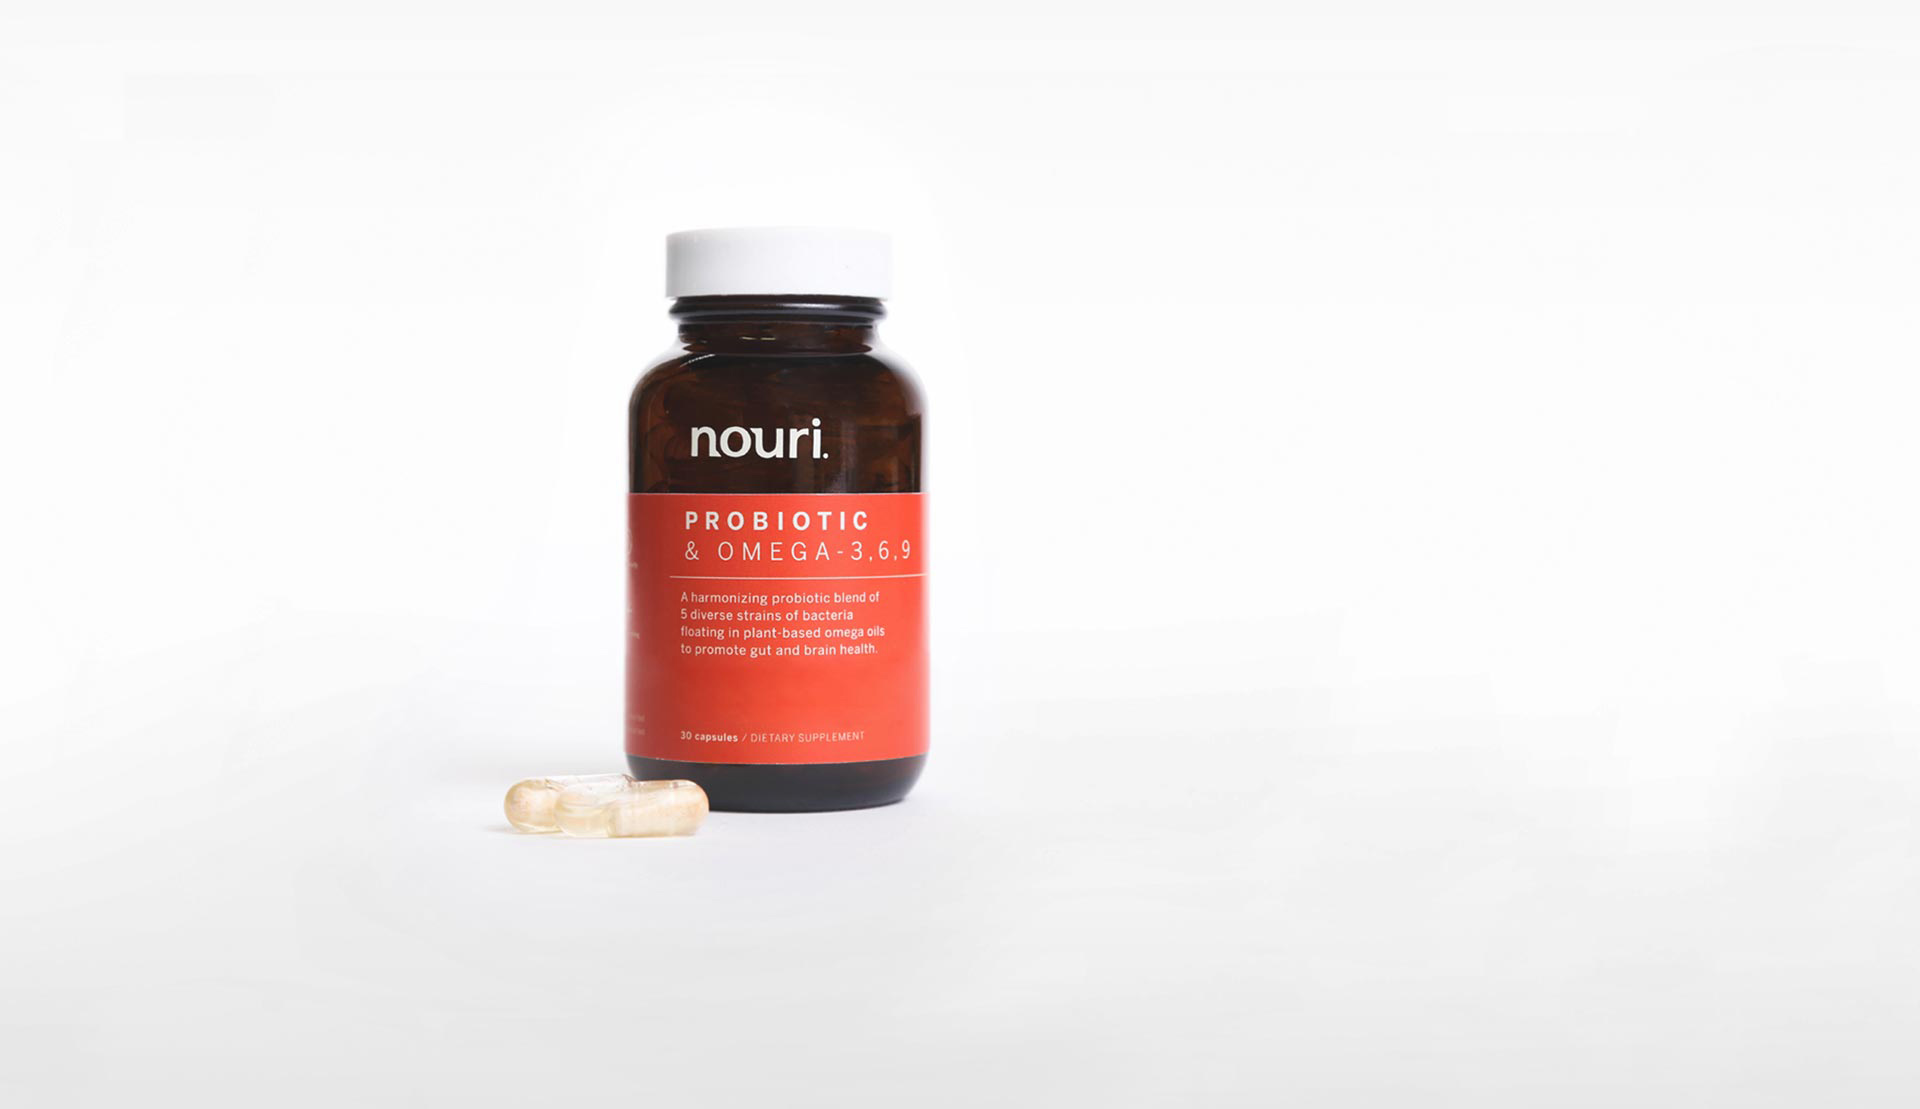 nouri.
PROBIOTIC
& OMEGA-3,6,9
A harmonizing probiotic blend of
5 diverse strains of bacteria
floating in plant-based omega oils
to promote gut and brain health.
30 capsules / DIETARY SUPPLEMENT